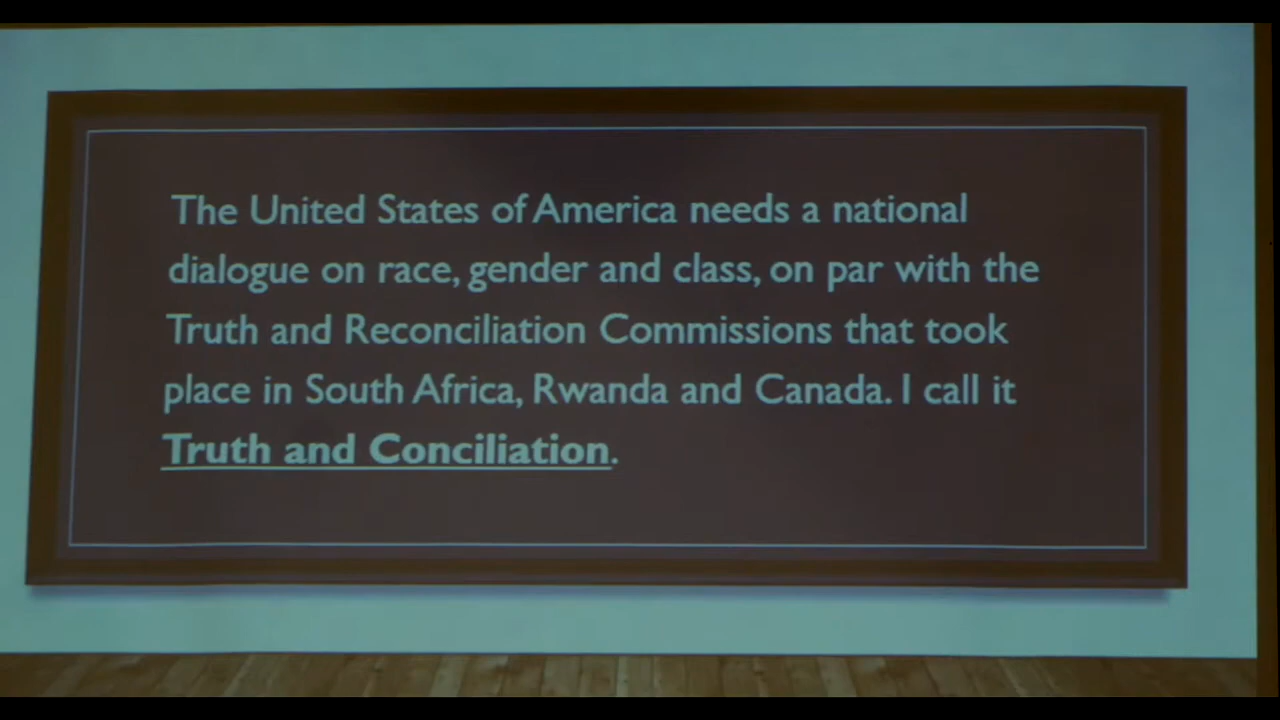 The United States of America needs a national
dialogue on race, gender and class, on par with the
Truth and Reconciliation Commissions that took
place in South Africa, Rwanda and Canada. I call it
Truth and Conciliation.